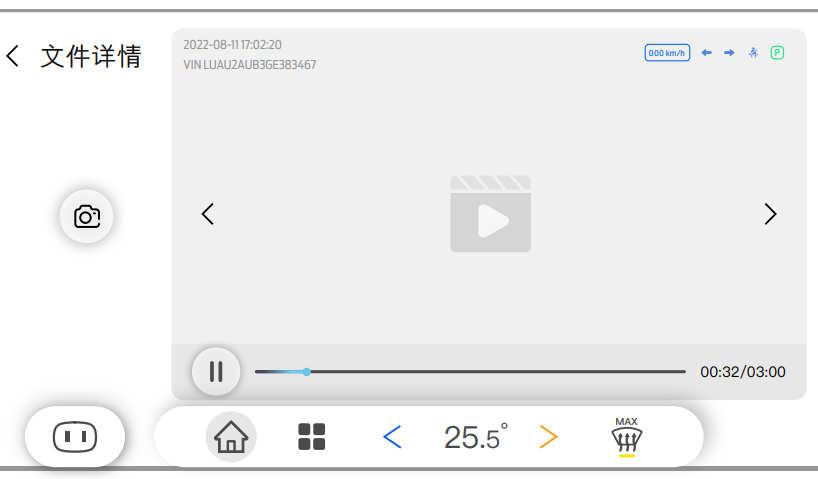 文件详情
2022-08-11 17:02:20
VIN LUAU2AUB3GE383467
000 km/h
P
00:32/03:00
25.5°
MAX